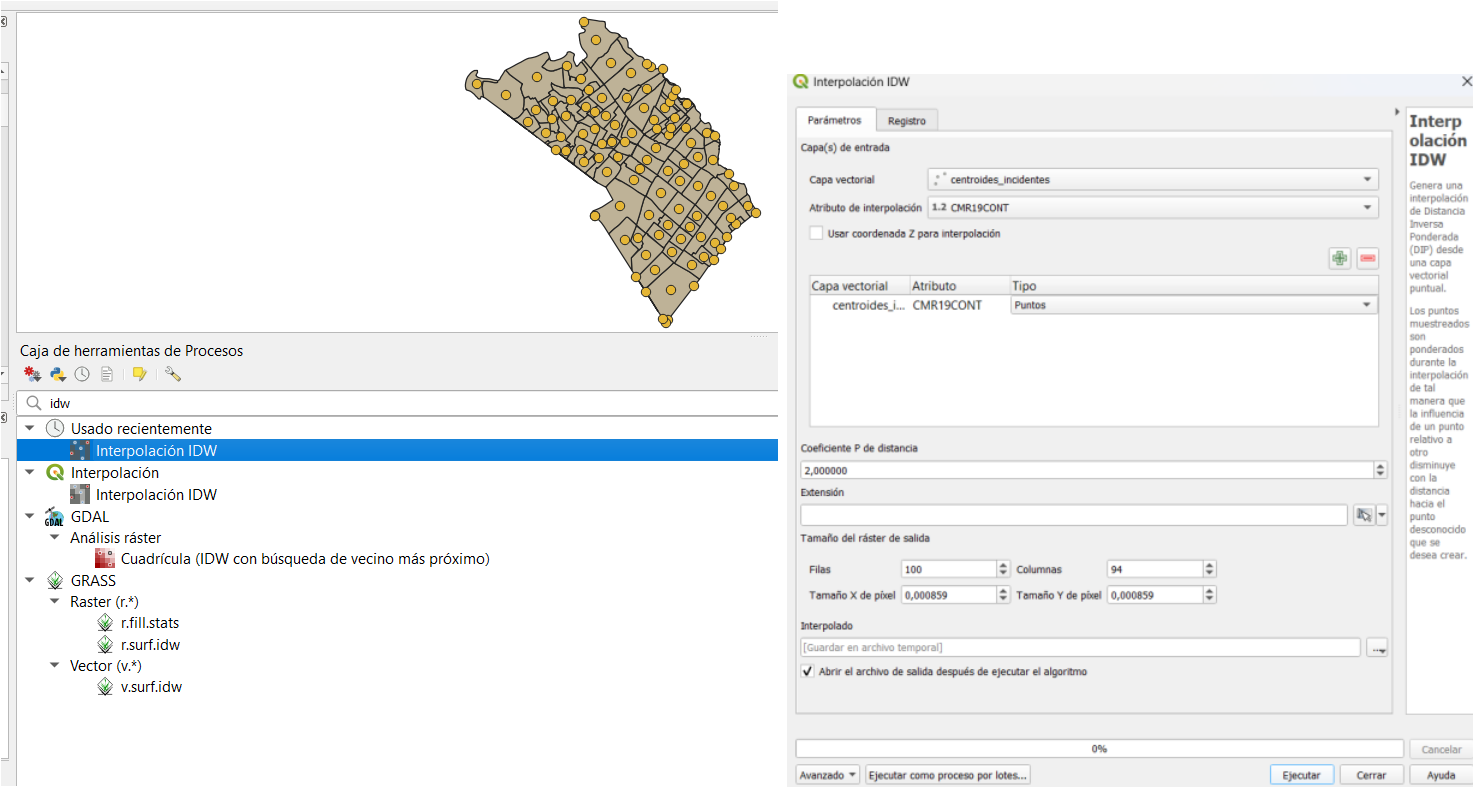 Caja de herramientas de Procesos
idw
Usado recientemente
Interpolación IDW
Interpolación
Interpolación IDW
GDAL
GDAL
Análisis ráster
Cuadrícula (IDW con búsqueda de vecino más próximo)
GRASS
Raster (r.*)
r.fill.stats
r.surf.idw
Vector (v.*)
v.surf.idw
Interpolación IDW
Parámetros Registro
Capa(s) de entrada
Capa vectorial centroides_incidentes
Atributo de interpolación 1.2 CMR19CONT
Usar coordenada Z para interpolación
Capa vectorial Atributo Tipo
centroides_i... CMR19CONT Puntos
Coeficiente P de distancia
2,000000
Extensión
Tamaño del ráster de salida
Filas 100 Columnas 94
Tamaño X de píxel 0,000859 Tamaño Y de píxel 0,000859
Interpolado
[Guardar en archivo temporal]
...
Abrir el archivo de salida después de ejecutar el algoritmo
0%
Cancelar
Avanzado Ejecutar como proceso por lotes... Ejecutar Cerrar Ayuda
Interp
olación
IDW
Genera una
interpolación
de Distancia
Inversa
Ponderada
(DIP) desde
una capa
vectorial
puntual.
Los puntos
muestreados
son
ponderados
durante la
interpolación
de tal
manera que
la influencia
de un punto
relativo a
otro
disminuye
con la
distancia
hacia el
punto
desconocido
que se
desea crear.